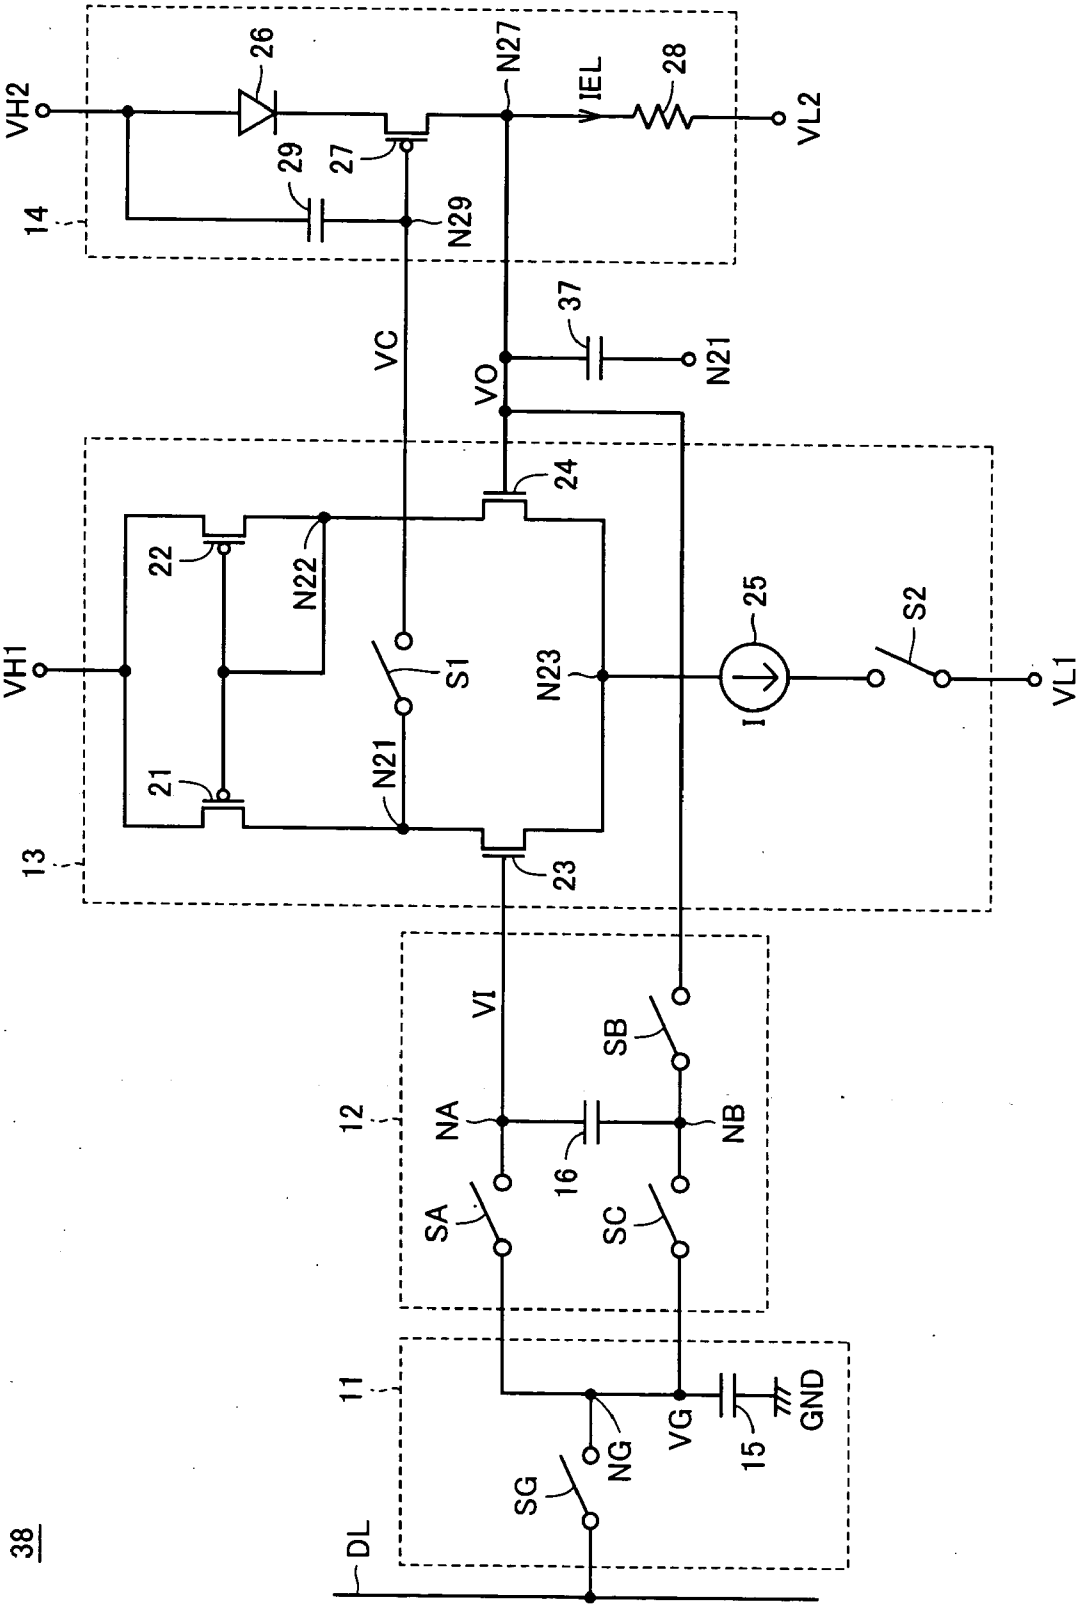 38
DL
11
SG
NG
VG
15
GND
12
SA
NA
VI
16
SC
NB
SB
13
VH1
21
22
N21
N22
S1
23
24
N23
I
25
S2
VL1
VC
VO
37
N21
14
VH2
26
29
27
N29
N27
IEL
28
VL2